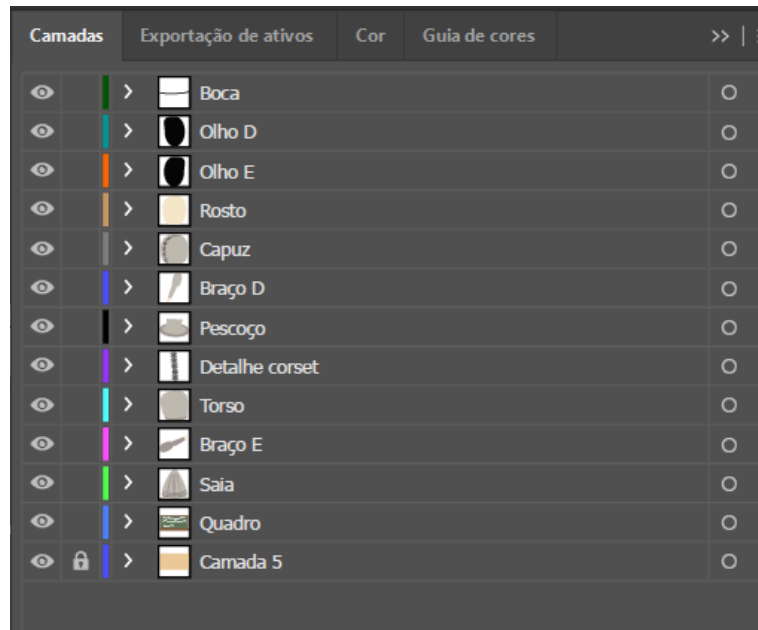 Camadas Exportação de ativos Cor Guia de cores >>
Boca
Olho D
Olho E
Rosto
Capuz
Braço D
Pescoço
Detalhe corset
Torso
Braço E
Saia
Quadro
Camada 5